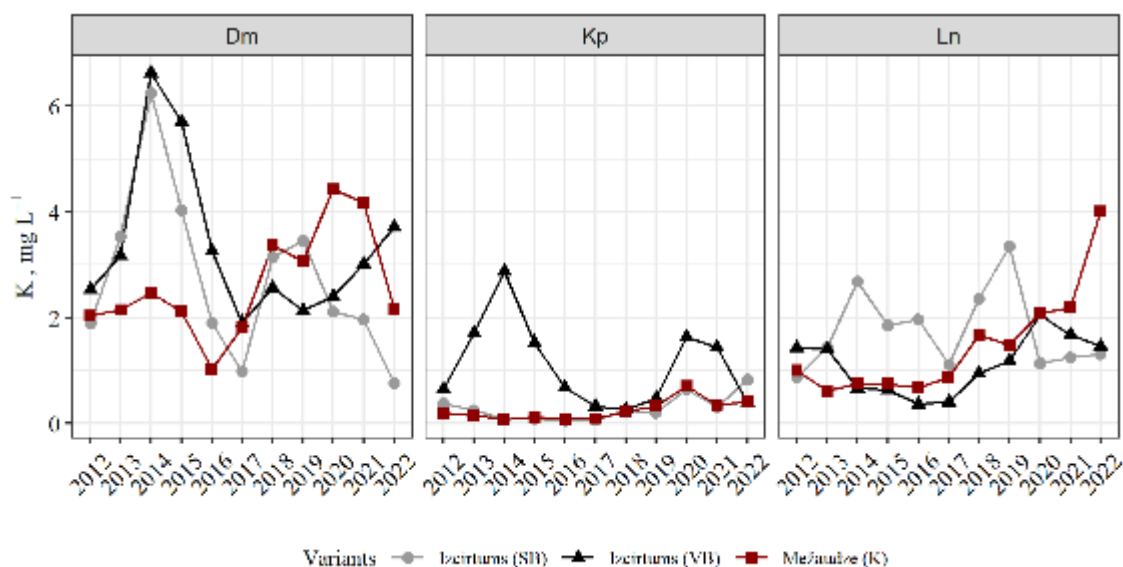 Dm Kp Ln
6
4
2
0
K, mg L⁻¹
2012 2013 2014 2015 2016 2017 2018 2019 2020 2021 2022 2012 2013 2014 2015 2016 2017 2018 2019 2020 2021 2022 2012 2013 2014 2015 2016 2017 2018 2019 2020 2021 2022
Variants Izcirtums (SB) Izcirtums (VB) Mežaudze (K)